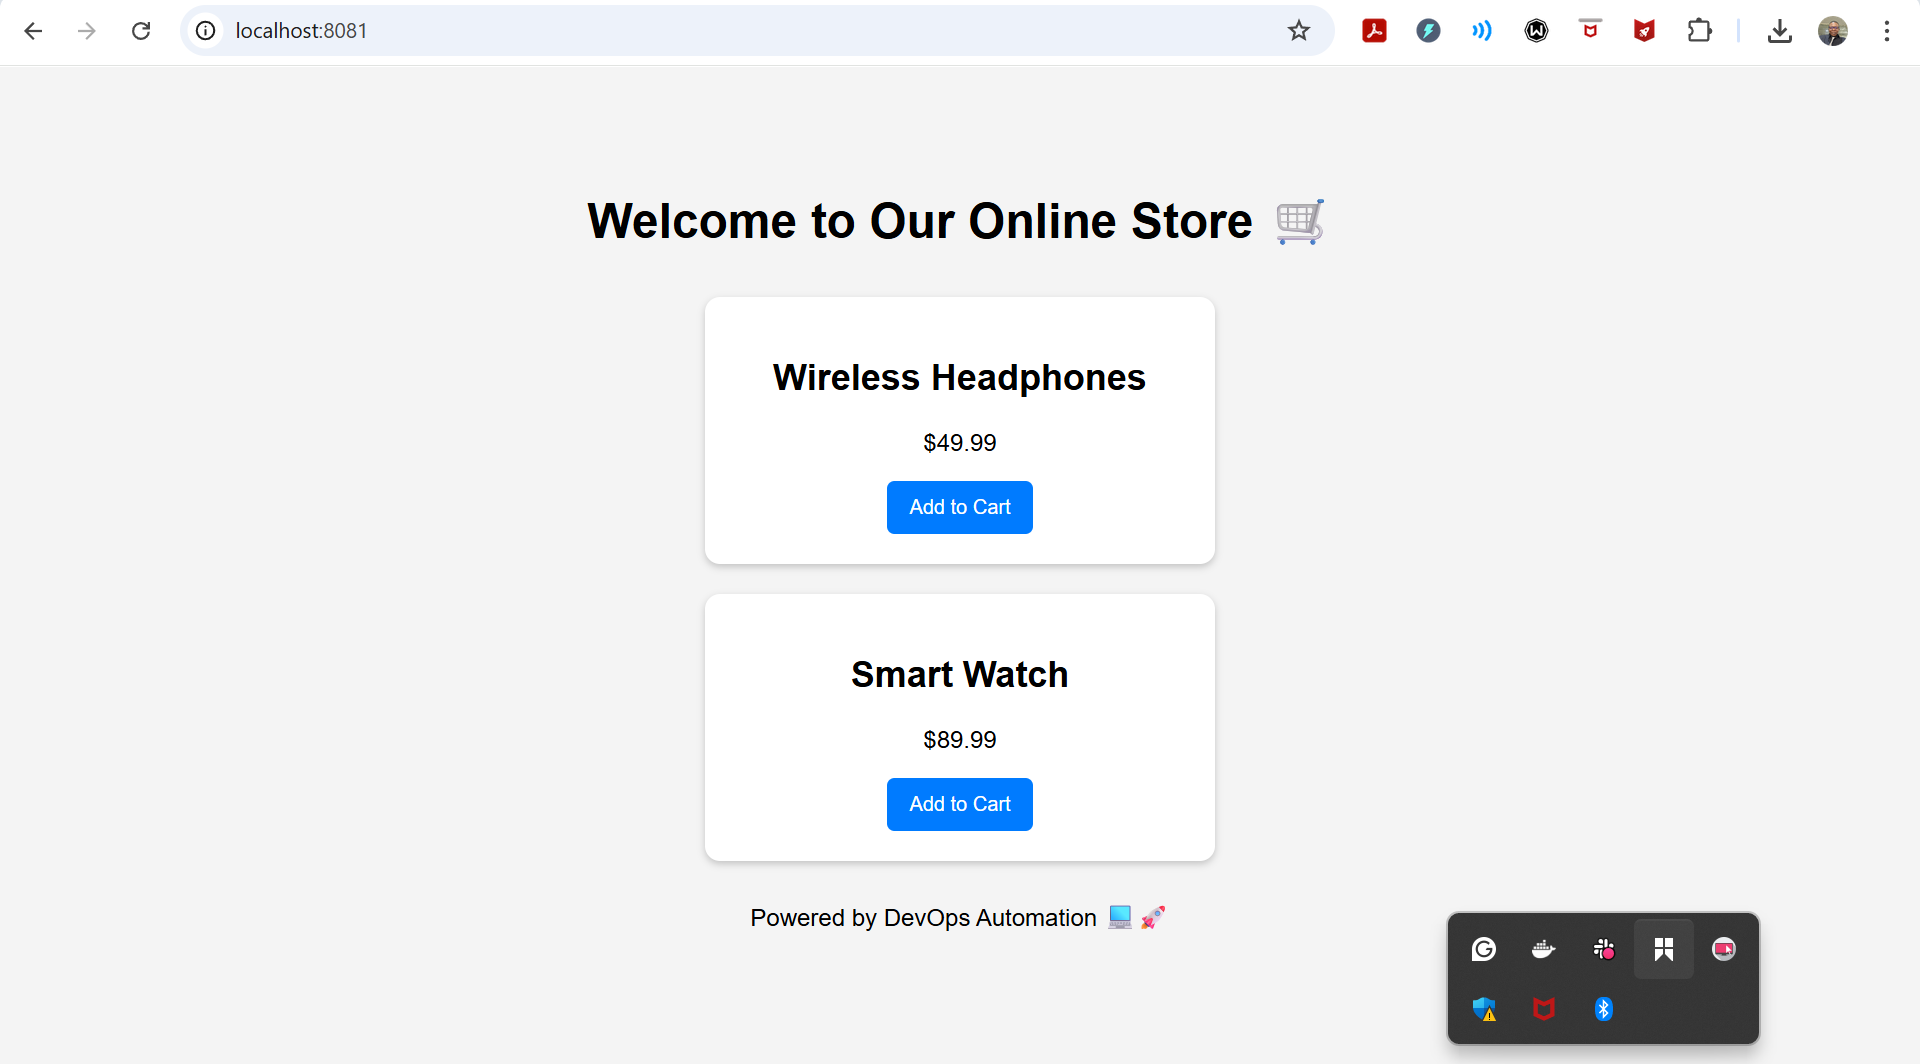 localhost:8081
Welcome to Our Online Store 🛒
Wireless Headphones
$49.99
Add to Cart
Smart Watch
$89.99
Add to Cart
Powered by DevOps Automation 💻 🚀